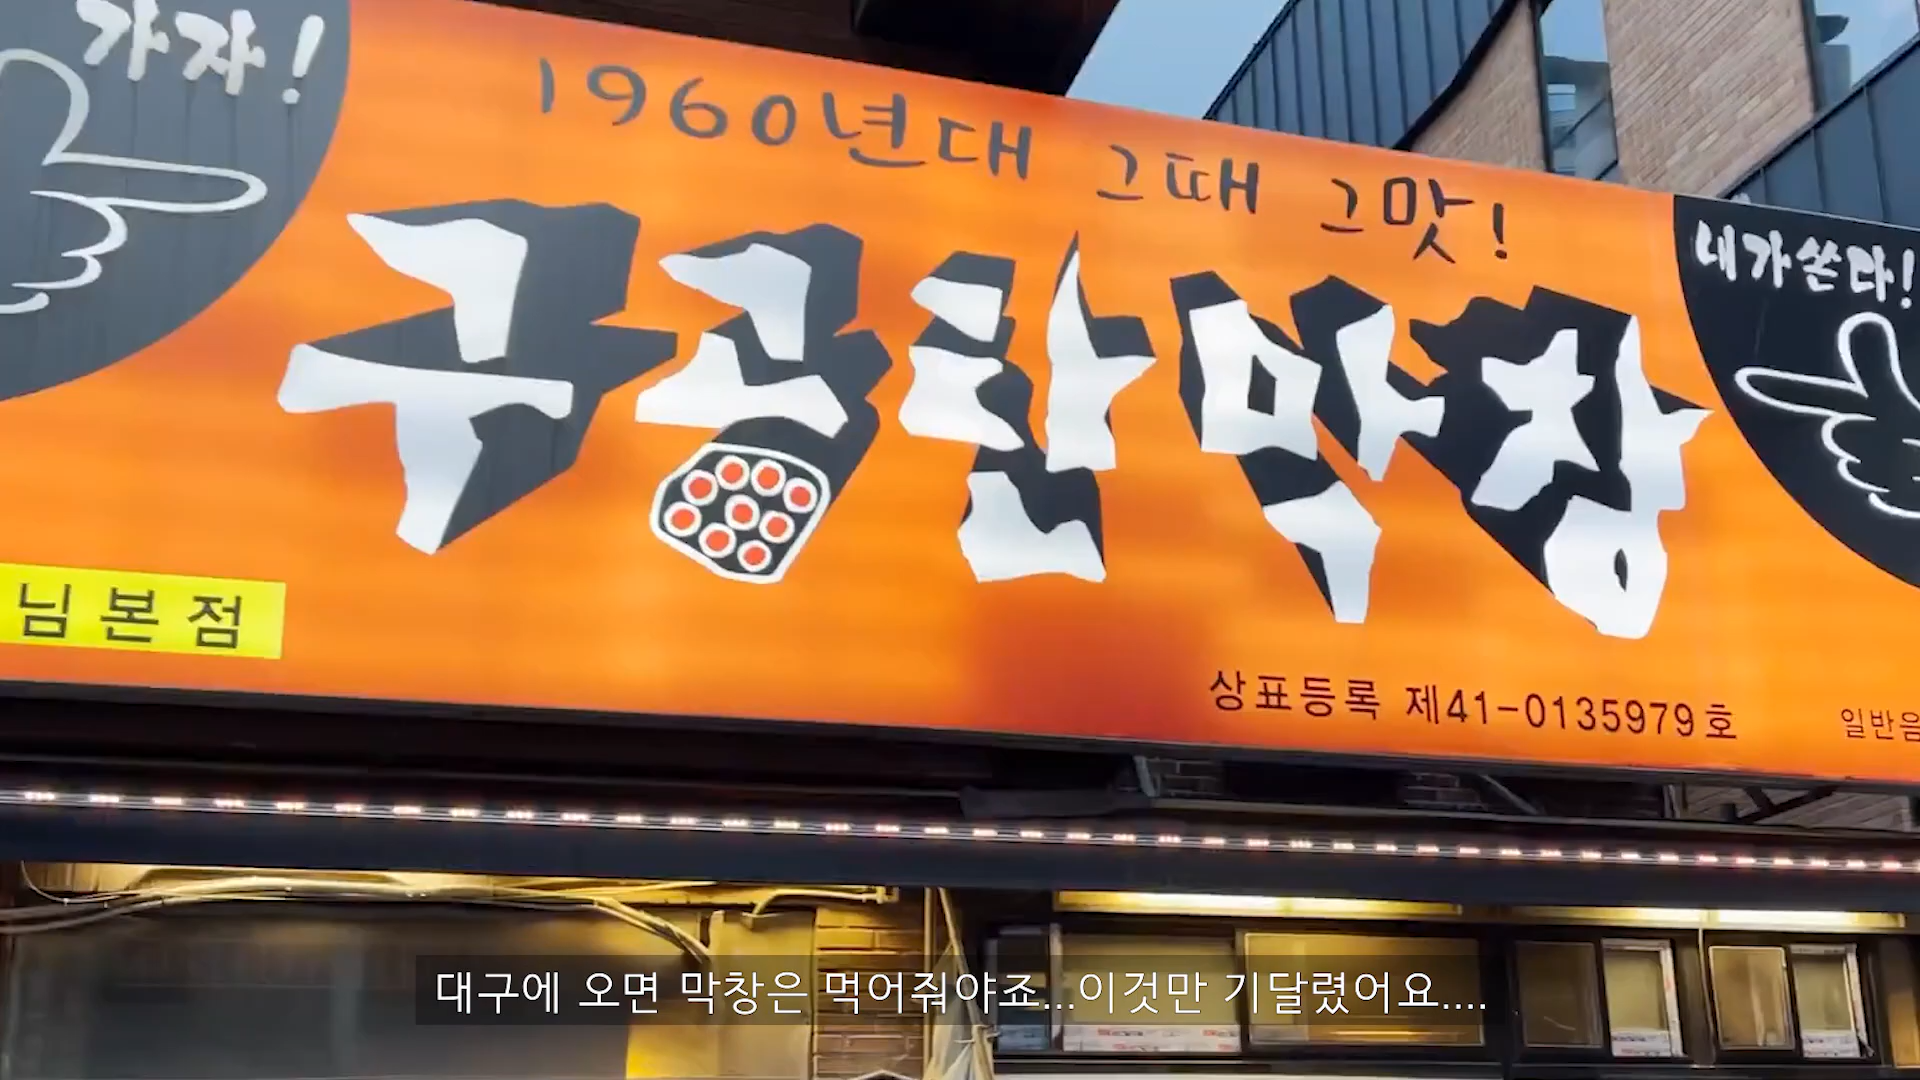 가자!
1960년대 그때 그맛!
내가쏜다!
구공탄막창
님본점
상표등록 제41-0135979호
일반음
대구에 오면 막창은 먹어줘야죠...이것만 기달렸어요....